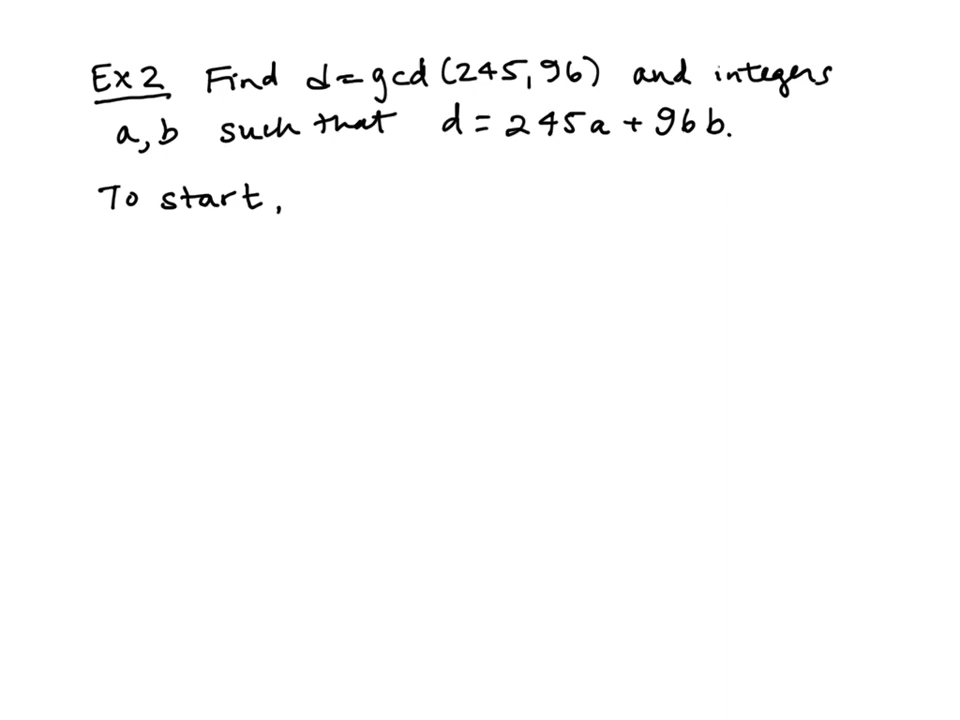 Ex 2 Find d = gcd (245, 96) and integers
a, b such that d = 245a + 96b.
To start,